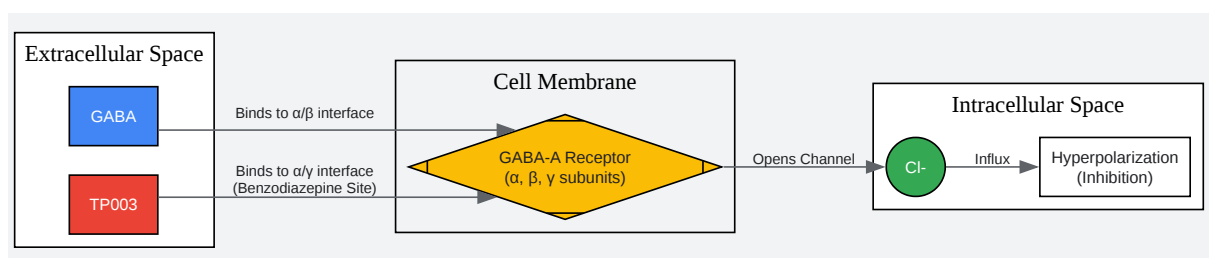 Extracellular Space
GABA
TP003
Binds to α/β interface
Binds to α/γ interface
(Benzodiazepine Site)
Cell Membrane
GABA-A Receptor
(α, β, γ subunits)
Opens Channel
Intracellular Space
Cl-
Influx
Hyperpolarization
(Inhibition)